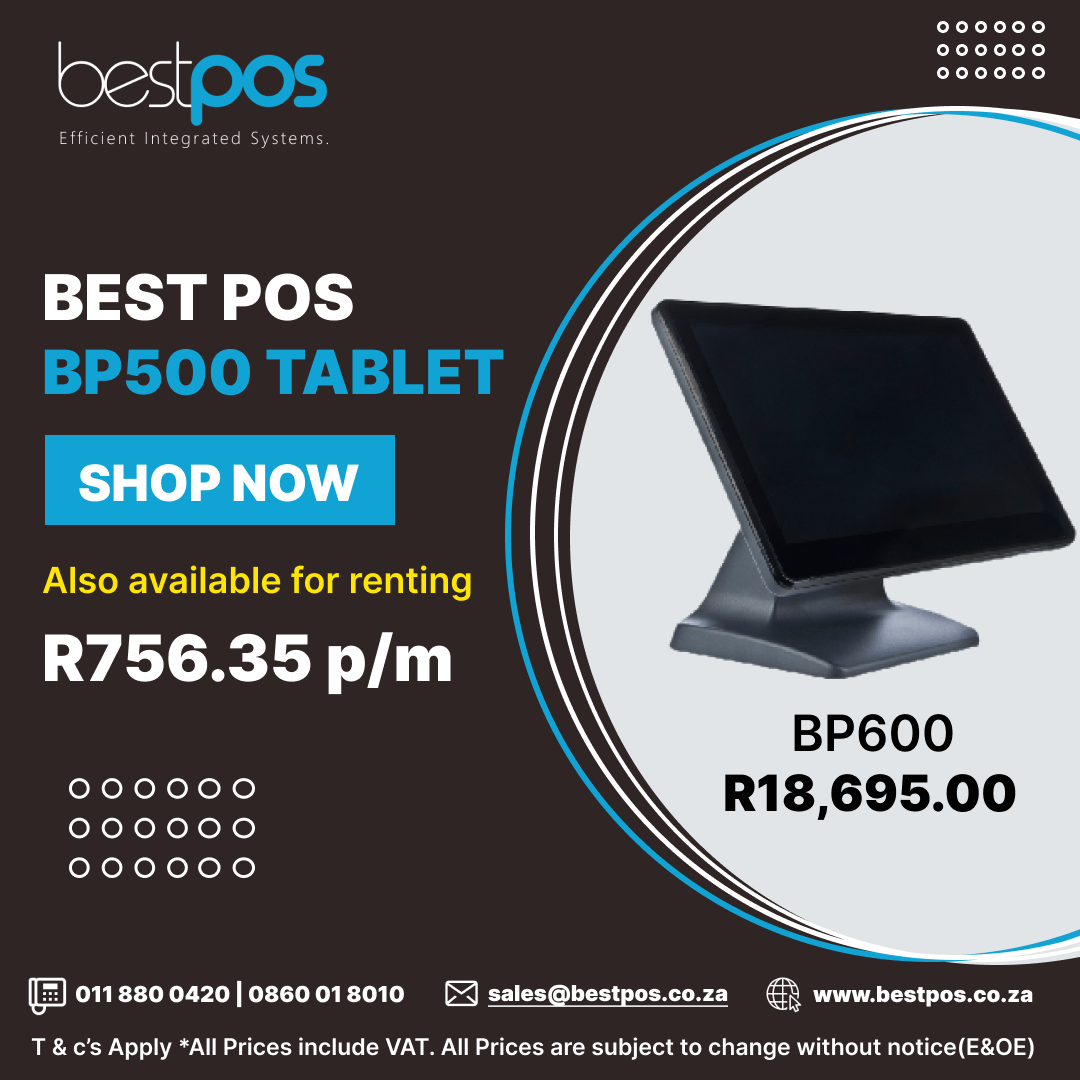 bestpos
Efficient Integrated Systems.
BEST POS
BP500 TABLET
SHOP NOW
Also available for renting
R756.35 p/m
BP600
R18,695.00
011 880 0420 | 0860 01 8010
sales@bestpos.co.za
www.bestpos.co.za
T & c's Apply *All Prices include VAT. All Prices are subject to change without notice(E&OE)